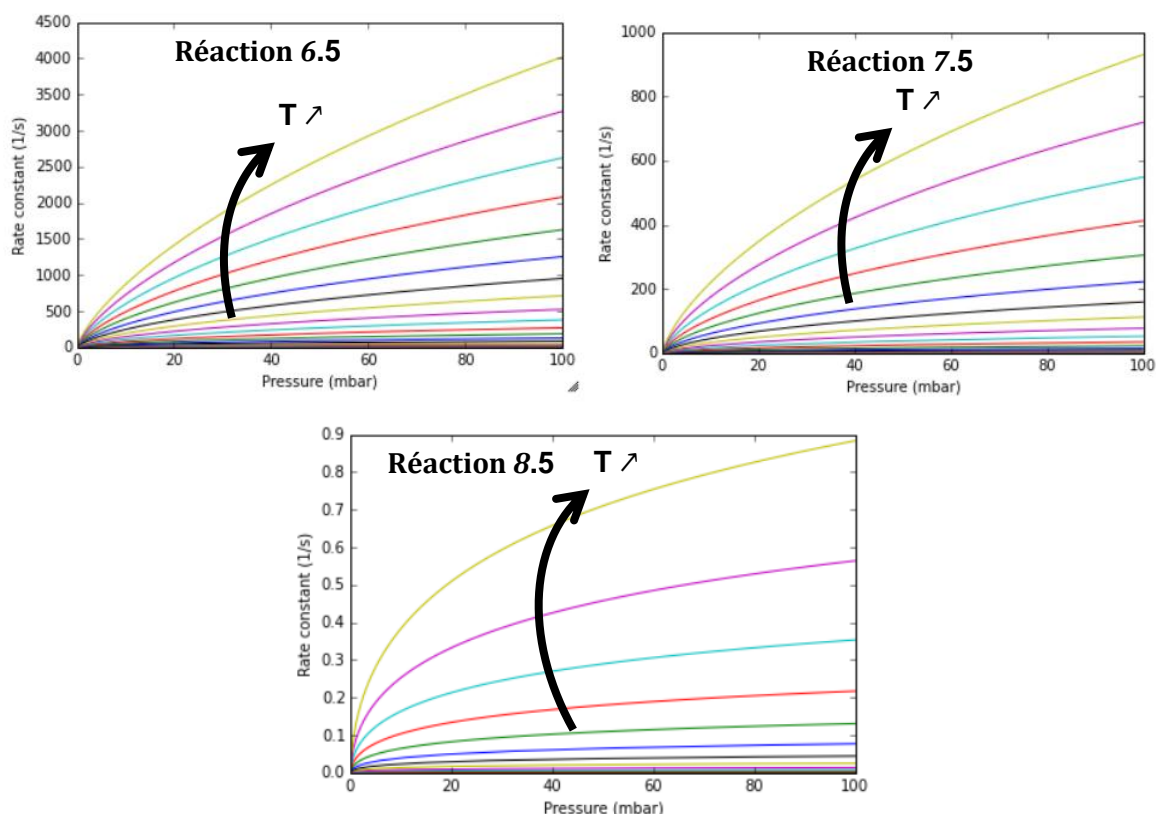 Réaction 6.5
T ↗
Rate constant (1/s)
4500
4000
3500
3000
2500
2000
1500
1000
500
0
0 20 40 60 80 100
Pressure (mbar)
Réaction 7.5
T ↗
Rate constant (1/s)
1000
800
600
400
200
0
0 20 40 60 80 100
Pressure (mbar)
Réaction 8.5 T ↗
Rate constant (1/s)
0.9
0.8
0.7
0.6
0.5
0.4
0.3
0.2
0.1
0.0
0 20 40 60 80 100
Pressure (mbar)